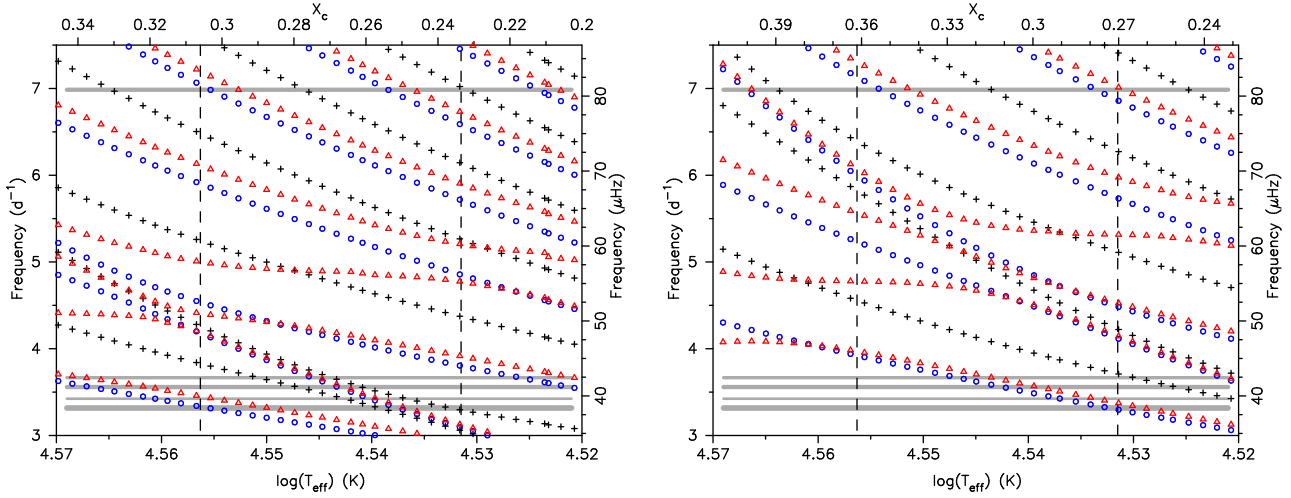 X_c
X_c
0.34 0.32 0.3 0.28 0.26 0.24 0.22 0.2
0.39 0.36 0.33 0.3 0.27 0.24
7 80
7 80
70
70
6
6
60
60
5
5
50
50
4
4
40
40
3
3
Frequency (d⁻¹)
Frequency (μHz)
Frequency (d⁻¹)
Frequency (μHz)
4.57 4.56 4.55 4.54 4.53 4.52
4.57 4.56 4.55 4.54 4.53 4.52
log(T_eff) (K)
log(T_eff) (K)